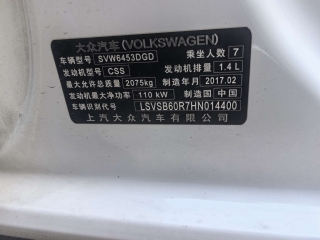 大众汽车(VOLKSWAGEN)
车辆型号 SVW6453DGD 乘坐人数 7
发动机型号 CSS 发动机排量 1.4 L
最大允许总质量 2075kg 制造年月 2017.02
发动机最大净功率 110 kW 制造国 中国
车辆识别代号 LSVSB60R7HN014400
上汽大众汽车有限公司